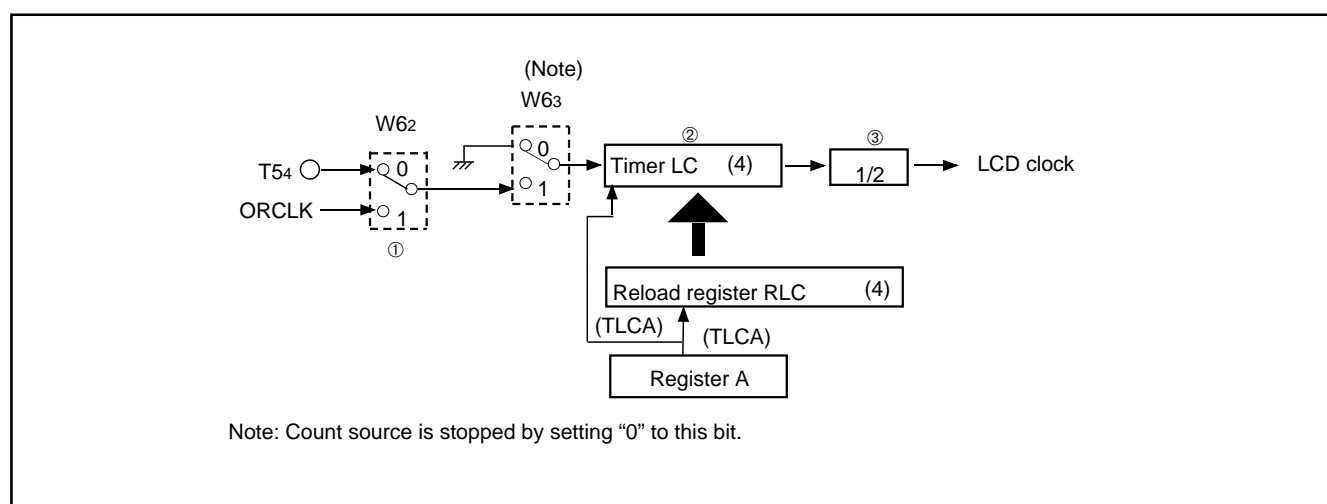 (Note)
W63
W62
0
1
T54
ORCLK
①
0
1
②
Timer LC (4)
③
1/2
LCD clock
Reload register RLC (4)
(TLCA)
(TLCA)
Register A
Note: Count source is stopped by setting “0” to this bit.